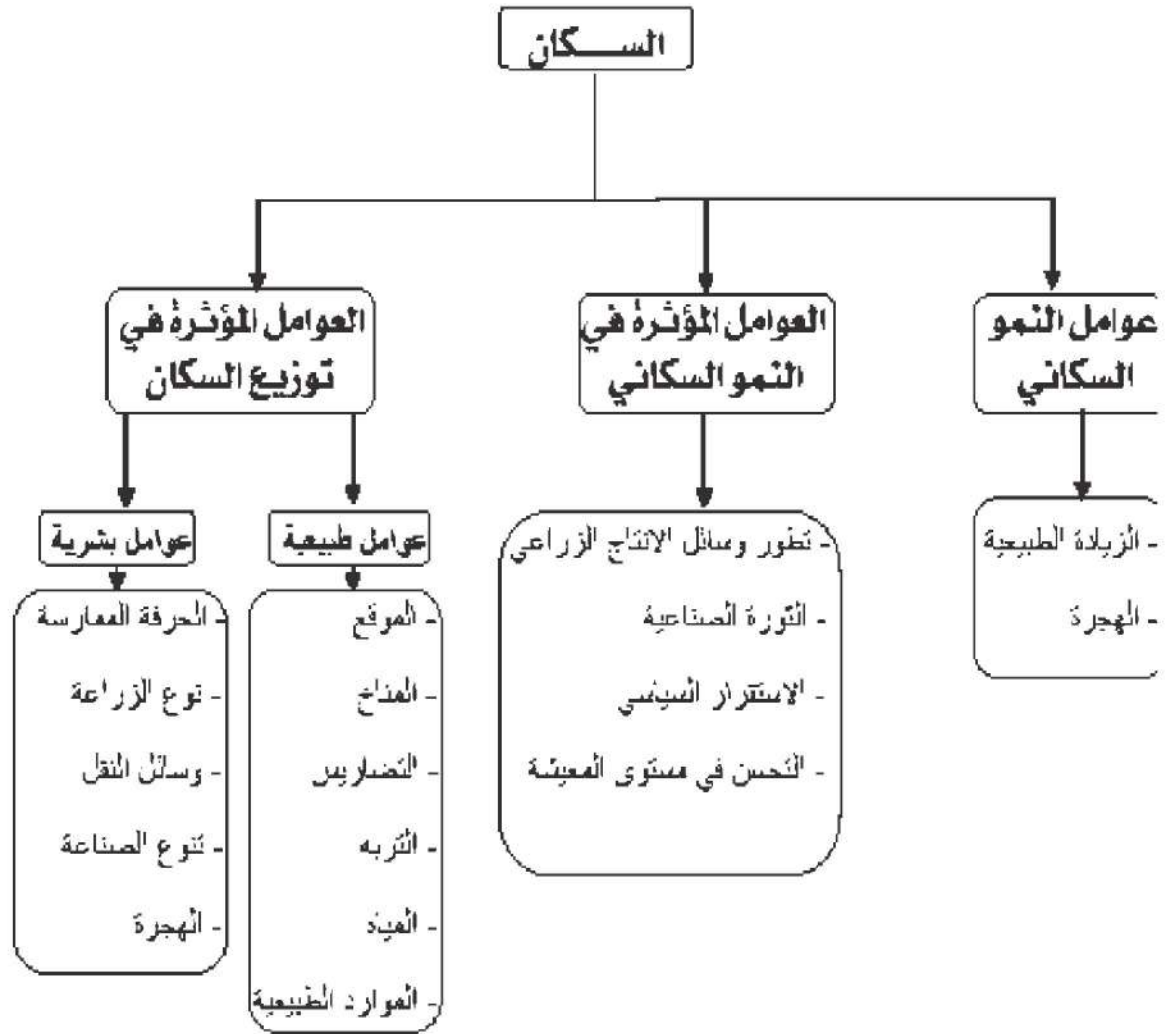 السـكان
عوامل النمو
السكاني
العوامل المؤثرة في
النمو السكاني
العوامل المؤثرة في
توزيع السكان
- الزيادة الطبيعية
- الهجرة
- تطور وسائل الانتاج الزراعي
- الثورة الصناعية
- الاستقرار السياسي
- التحسن في مستوى المعيشة
عوامل طبيعية
- الموقع
- المناخ
- التضاريس
- التربه
- المياه
- الموارد الطبيعية
عوامل بشرية
- الحرفة الممارسة
- نوع الزراعة
- وسائل النقل
- تنوع الصناعة
- الهجرة